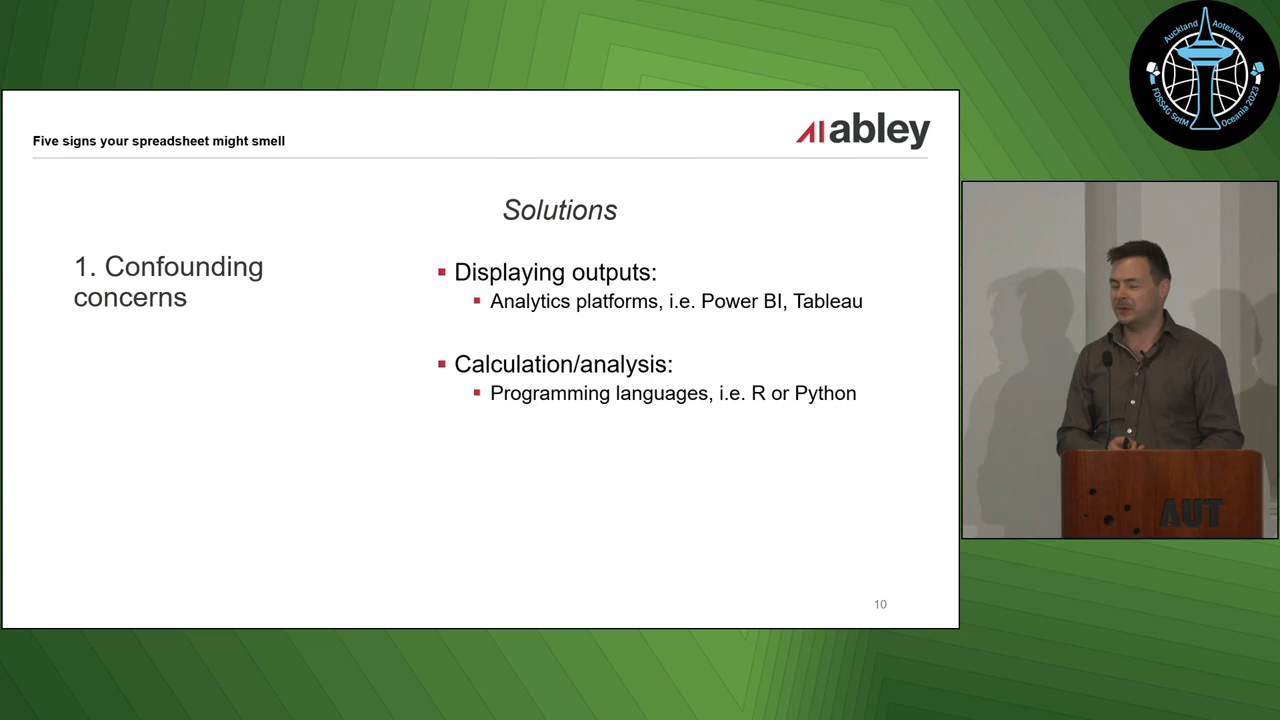 Five signs your spreadsheet might smell
abley
Solutions
1. Confounding
concerns
Displaying outputs:
Analytics platforms, i.e. Power BI, Tableau
Calculation/analysis:
Programming languages, i.e. R or Python
10
Auckland Aotearoa
FOSS4G SotM Oceania 2023
AUT